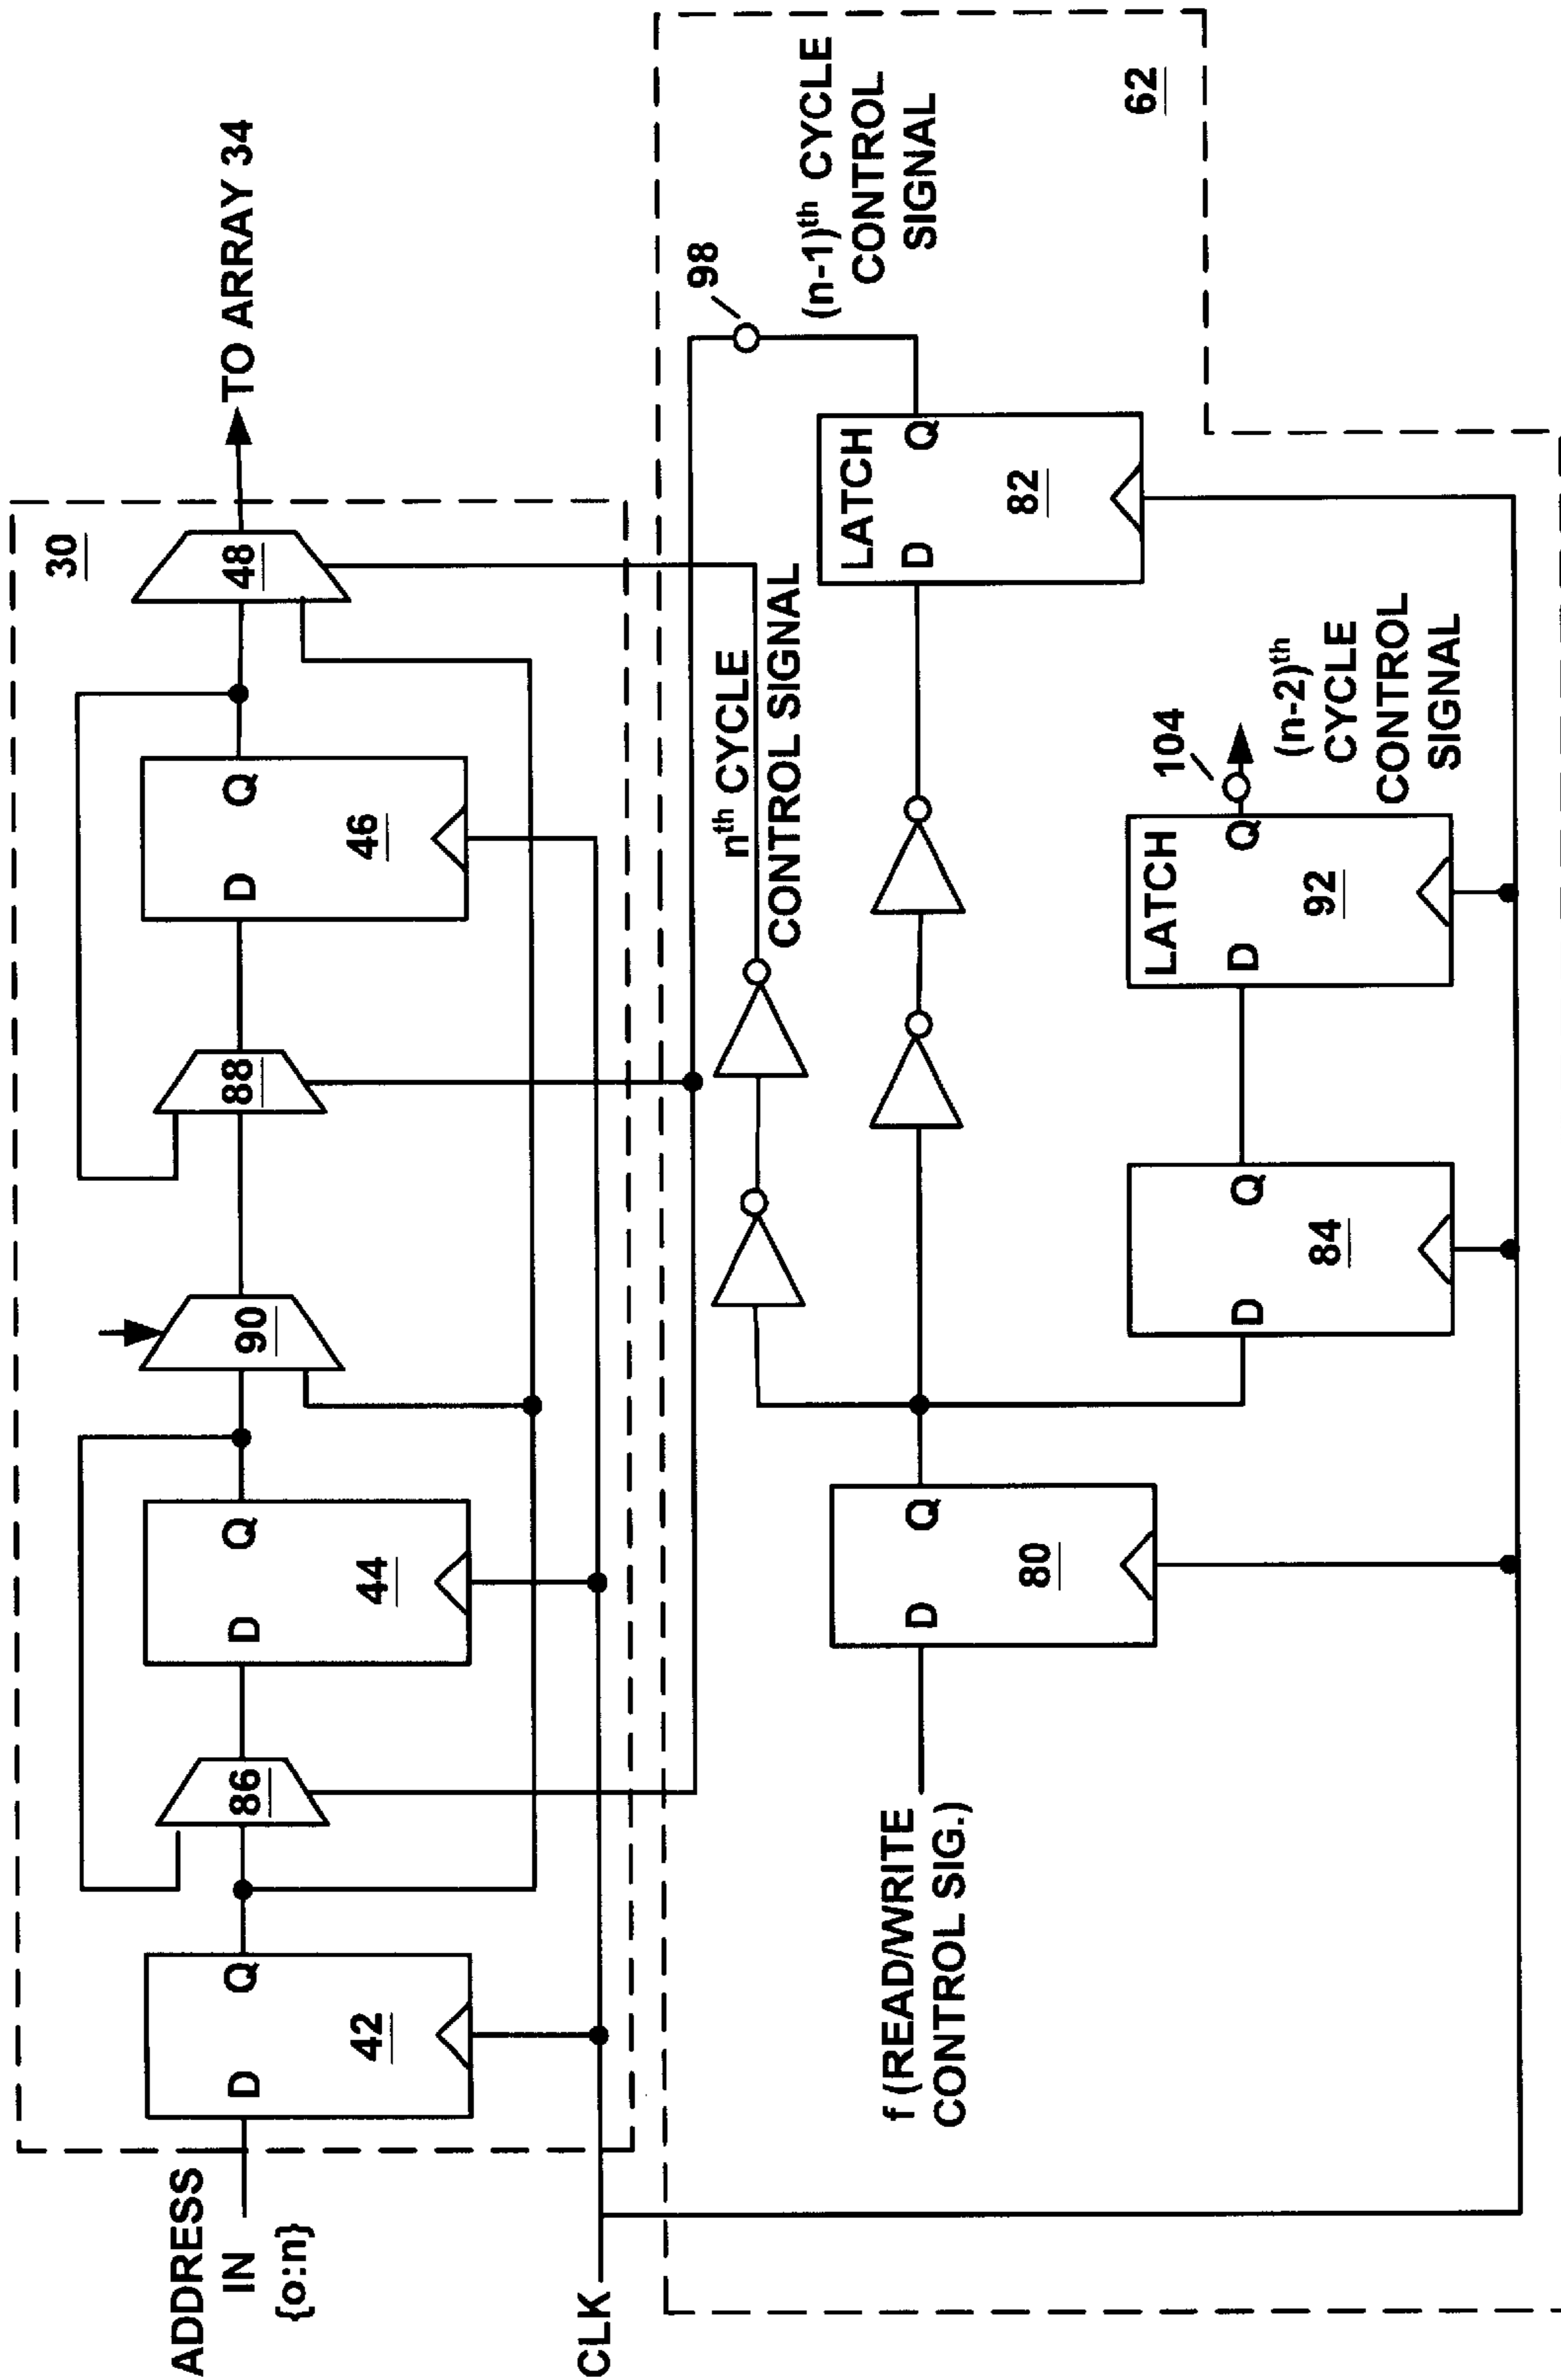 30
ADDRESS
IN
{o:n}
D
Q
42
86
D
Q
44
90
88
D
Q
46
48
TO ARRAY 34
CLK
62
98
(n-1)th CYCLE
CONTROL
SIGNAL
nth CYCLE
CONTROL SIGNAL
f (READ/WRITE
CONTROL SIG.)
D
Q
80
LATCH
D
Q
82
D
Q
84
LATCH
D
Q
92
104
(n-2)th
CYCLE
CONTROL
SIGNAL